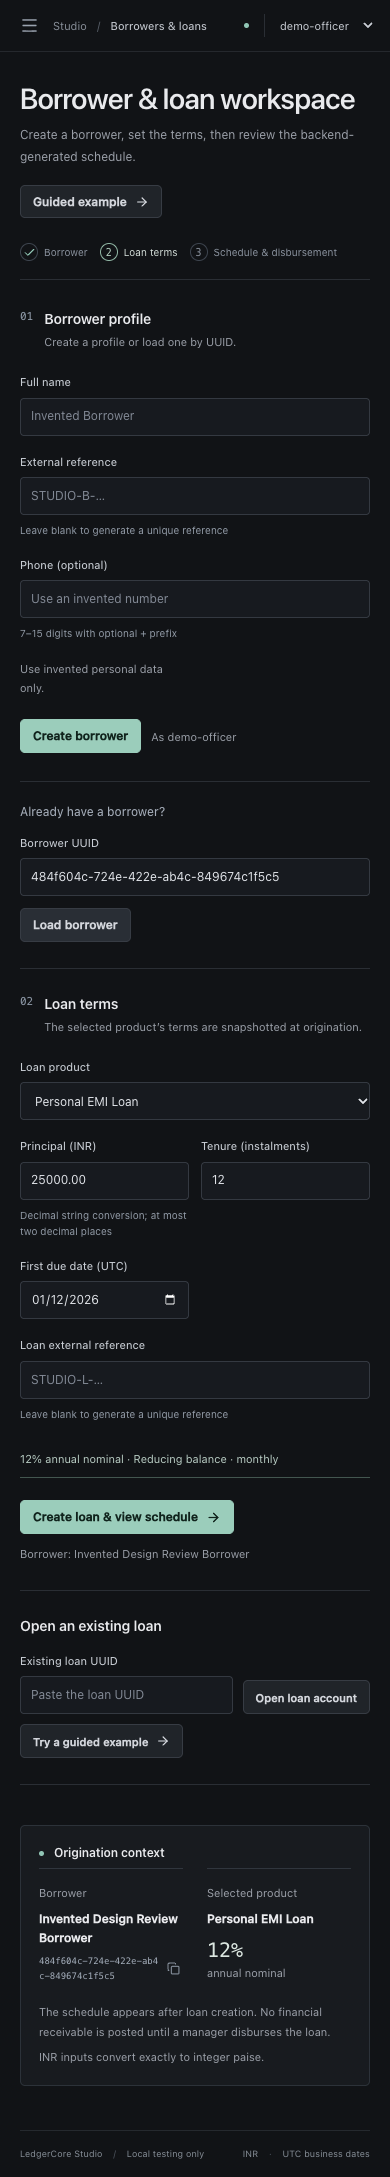 Studio / Borrowers & loans demo-officer
Borrower & loan workspace
Create a borrower, set the terms, then review the backend-
generated schedule.
Guided example →
Borrower 2 Loan terms 3 Schedule & disbursement
01 Borrower profile
Create a profile or load one by UUID.
Full name
Invented Borrower
External reference
STUDIO-B-...
Leave blank to generate a unique reference
Phone (optional)
Use an invented number
7–15 digits with optional + prefix
Use invented personal data
only.
Create borrower As demo-officer
Already have a borrower?
Borrower UUID
484f604c-724e-422e-ab4c-849674c1f5c5
Load borrower
02 Loan terms
The selected product's terms are snapshotted at origination.
Loan product
Personal EMI Loan
Principal (INR) Tenure (instalments)
25000.00 12
Decimal string conversion; at most
two decimal places
First due date (UTC)
01/12/2026
Loan external reference
STUDIO-L-...
Leave blank to generate a unique reference
12% annual nominal · Reducing balance · monthly
Create loan & view schedule →
Borrower: Invented Design Review Borrower
Open an existing loan
Existing loan UUID
Paste the loan UUID Open loan account
Try a guided example →
Origination context
Borrower Selected product
Invented Design Review Personal EMI Loan
Borrower
12%
484f604c-724e-422e-ab4
c-849674c1f5c5
annual nominal
The schedule appears after loan creation. No financial
receivable is posted until a manager disburses the loan.
INR inputs convert exactly to integer paise.
LedgerCore Studio / Local testing only INR · UTC business dates